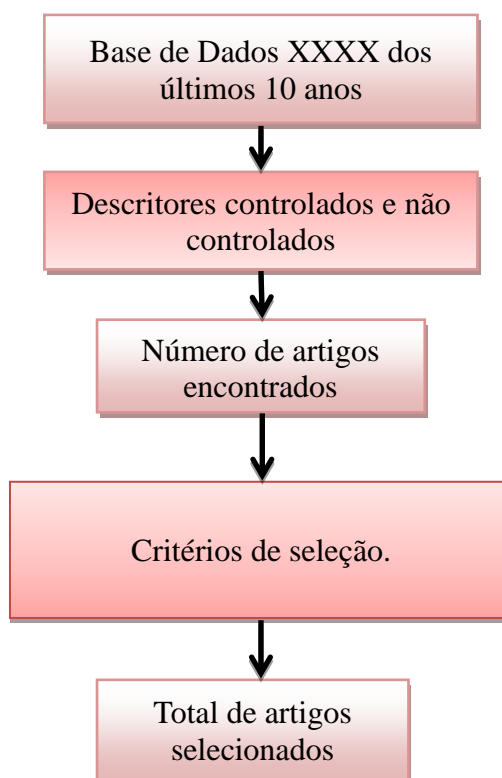 Base de Dados XXXX dos
últimos 10 anos
Descritores controlados e não
controlados
Número de artigos
encontrados
Critérios de seleção.
Total de artigos
selecionados